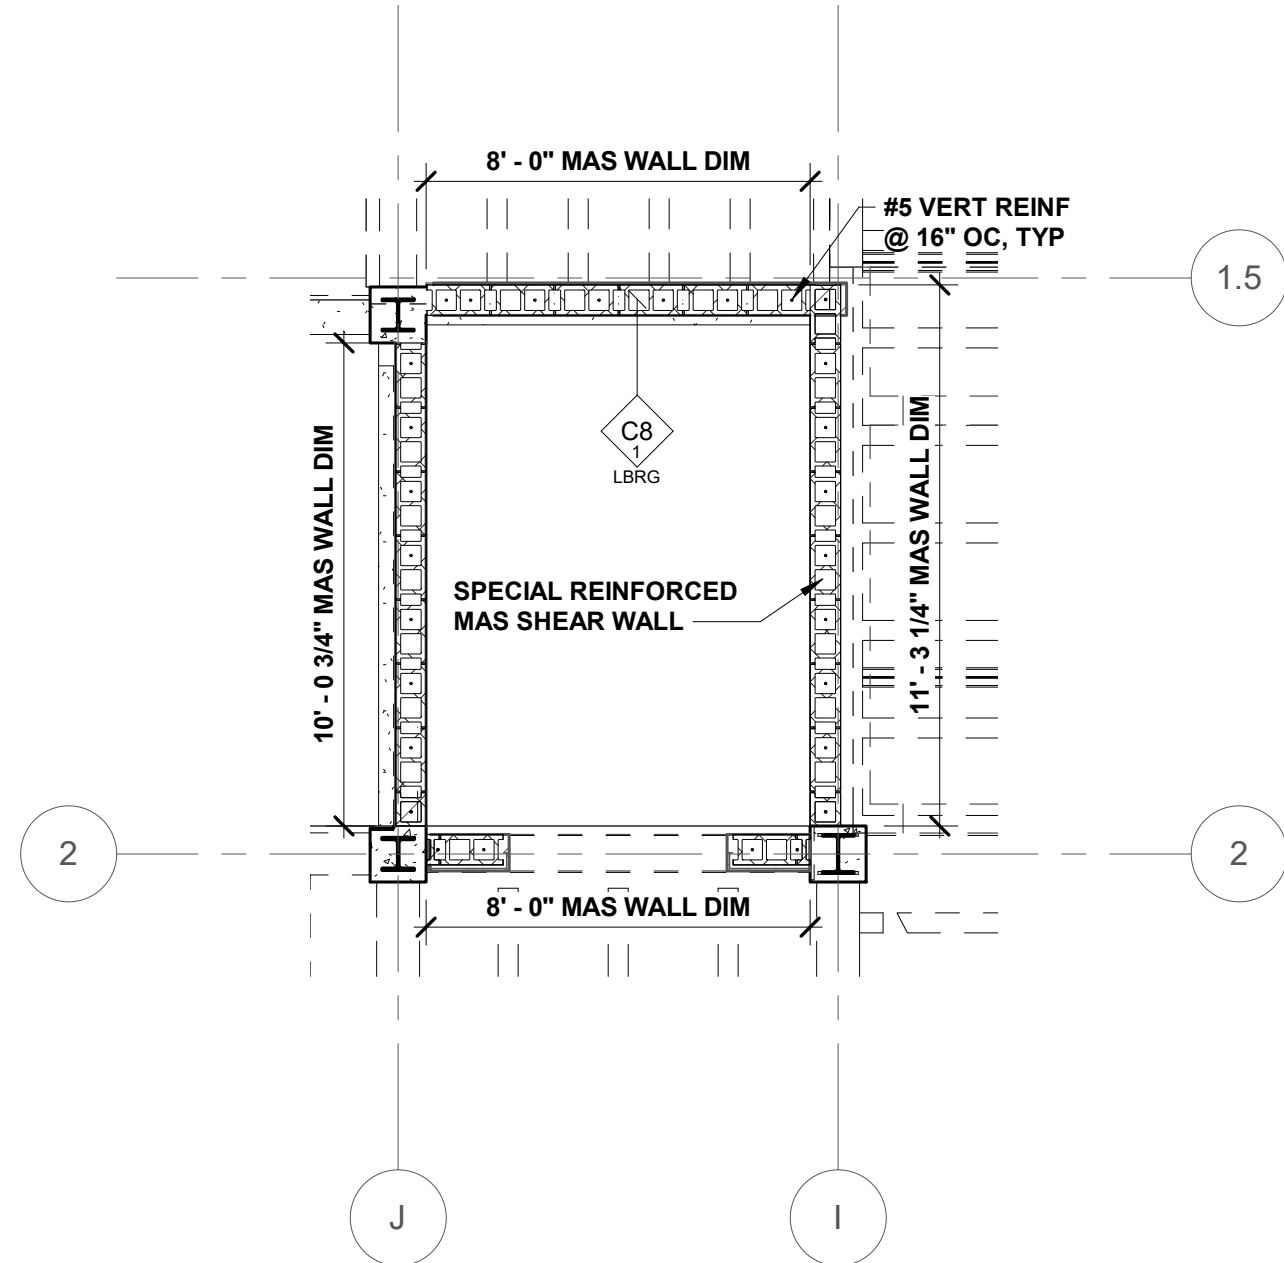 8' - 0" MAS WALL DIM
#5 VERT REINF
@ 16" OC, TYP
1.5
C8
1
LBRG
10' - 0 3/4" MAS WALL DIM
11' - 3 1/4" MAS WALL DIM
SPECIAL REINFORCED
MAS SHEAR WALL
2
2
8' - 0" MAS WALL DIM
J
I